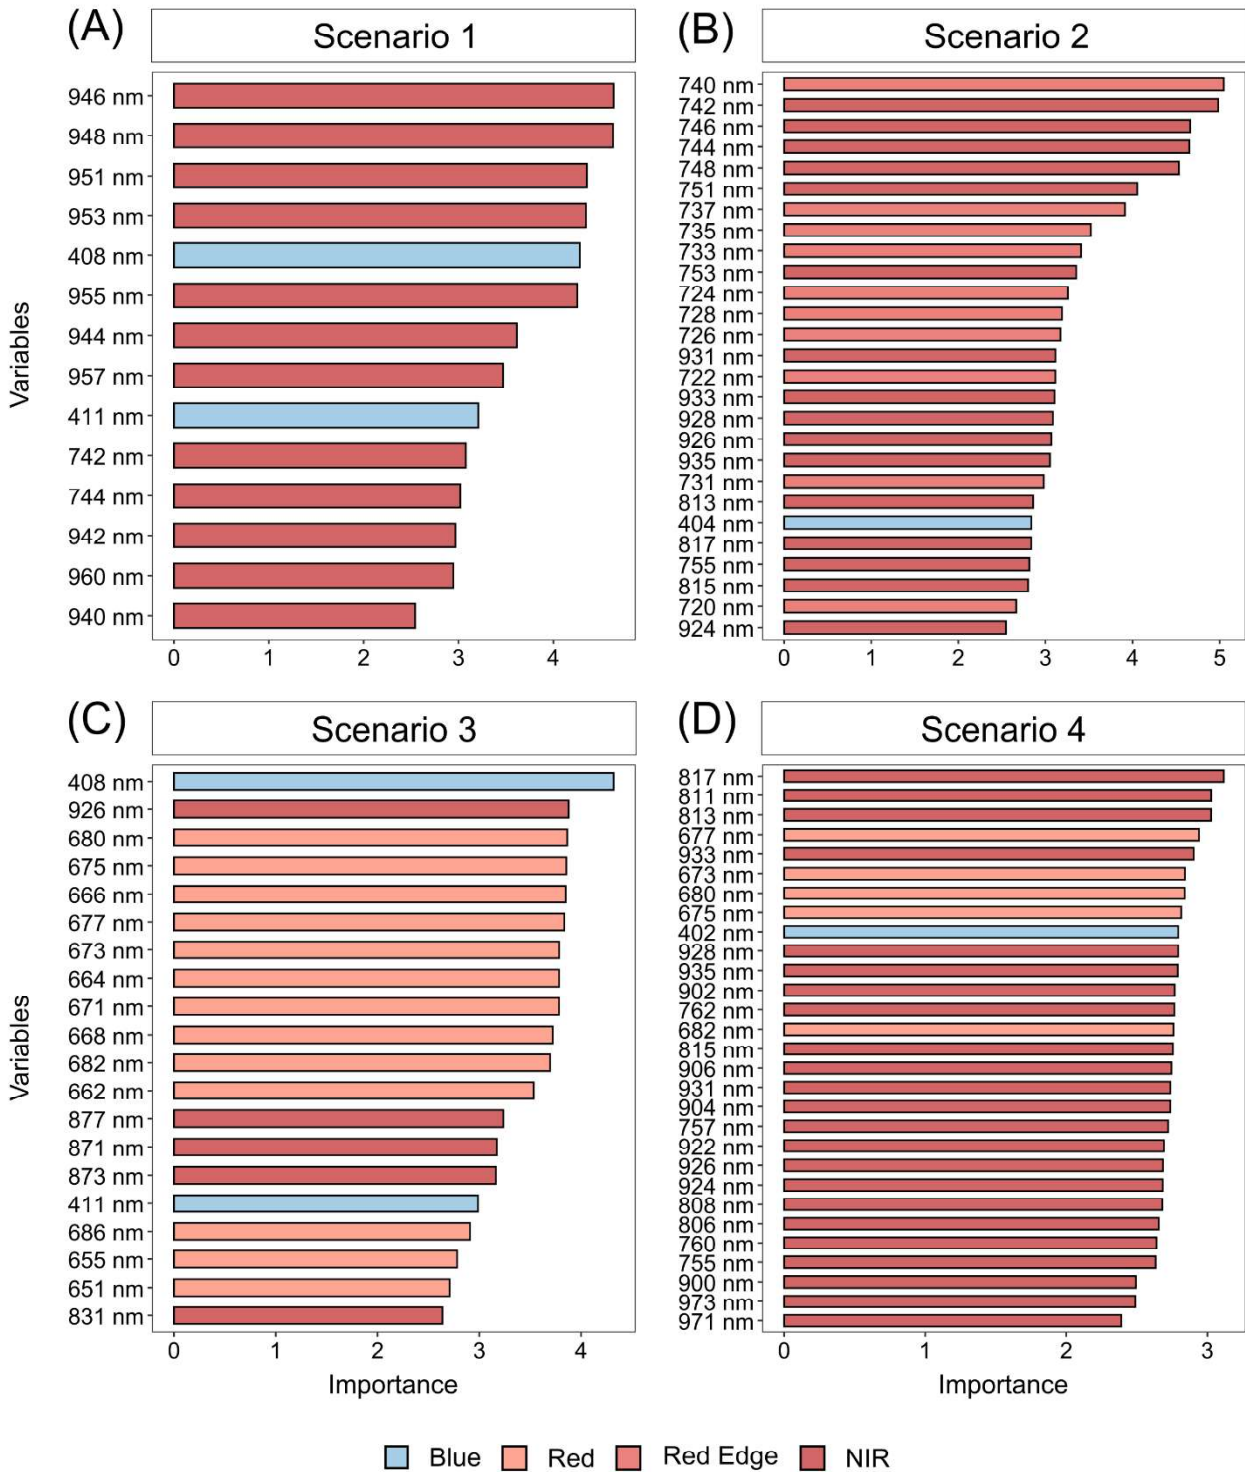 (A)
Scenario 1
946 nm
948 nm
951 nm
953 nm
408 nm
955 nm
944 nm
957 nm
411 nm
742 nm
744 nm
942 nm
960 nm
940 nm
0 1 2 3 4
Variables
(B)
Scenario 2
740 nm
742 nm
746 nm
744 nm
748 nm
751 nm
737 nm
735 nm
733 nm
753 nm
724 nm
728 nm
726 nm
931 nm
722 nm
933 nm
928 nm
926 nm
935 nm
731 nm
813 nm
404 nm
817 nm
755 nm
815 nm
720 nm
924 nm
0 1 2 3 4 5
(C)
Scenario 3
408 nm
926 nm
680 nm
675 nm
666 nm
677 nm
673 nm
664 nm
671 nm
668 nm
682 nm
662 nm
877 nm
871 nm
873 nm
411 nm
686 nm
655 nm
651 nm
831 nm
0 1 2 3 4
Variables
Importance
(D)
Scenario 4
817 nm
811 nm
813 nm
677 nm
933 nm
673 nm
680 nm
675 nm
402 nm
928 nm
935 nm
902 nm
762 nm
682 nm
815 nm
906 nm
931 nm
904 nm
757 nm
922 nm
926 nm
924 nm
808 nm
806 nm
760 nm
755 nm
900 nm
973 nm
971 nm
0 1 2 3
Importance
Blue Red Red Edge NIR